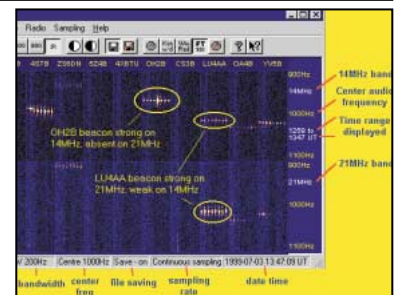 Radio Sampling Help
4S7B ZS6DN 5Z4B 4X6TU OH2B CS3B LU4AA OA4B YV5B
900Hz
14MHz
1000Hz
1259 to
1347 UT
1100Hz
900Hz
21MHz
1000Hz
1100Hz
OH2B beacon strong on
14MHz, absent on 21MHz
LU4AA beacon strong on
21MHz, weak on 14MHz
14MHz band
Center audio
frequency
Time range
displayed
21MHz band
200Hz Centre 1000Hz Save - on Continuous sampling 1999-07-03 13:47:09 UT
bandwidth
center
freq
file saving
sampling
rate
date time